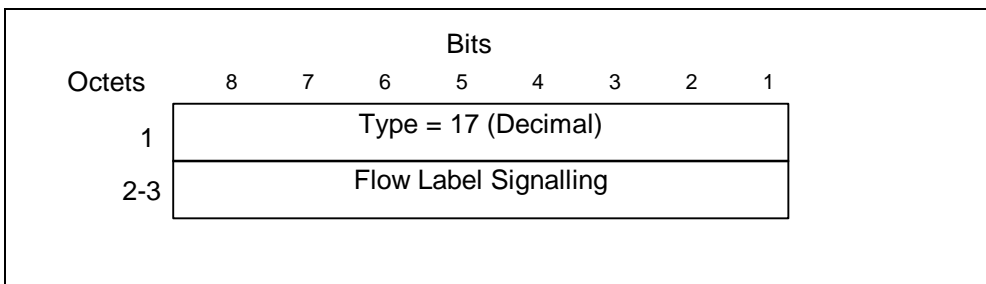 Bits
Octets 8 7 6 5 4 3 2 1
1 Type = 17 (Decimal)
2-3 Flow Label Signalling